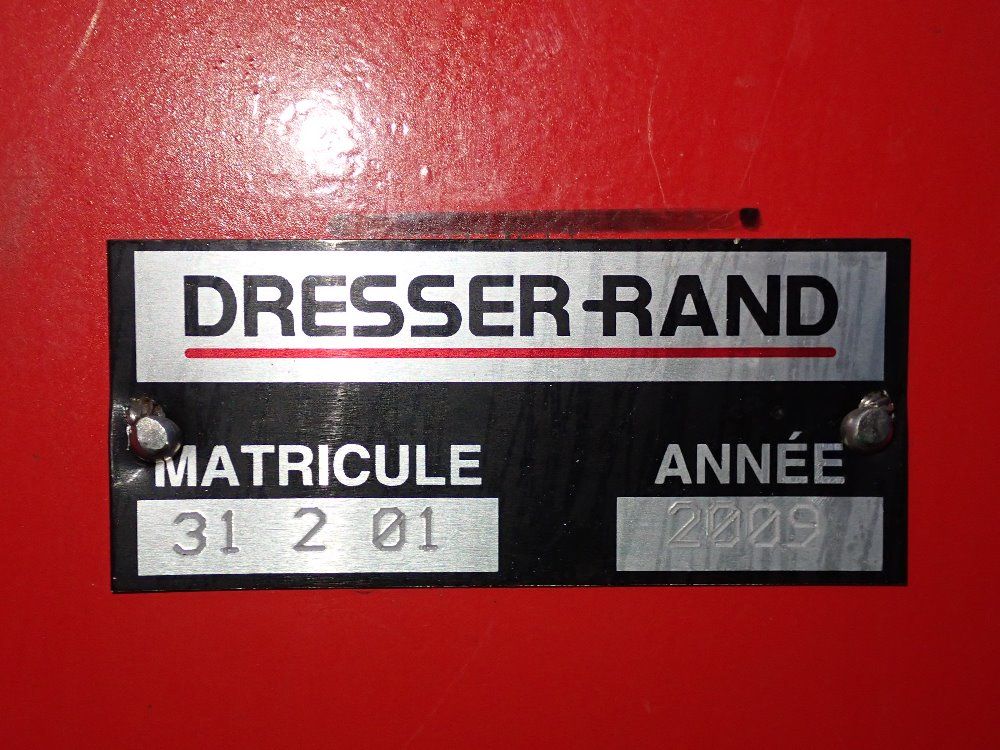 DRESSER-RAND
MATRICULE ANNÉE
31 2 01 2009